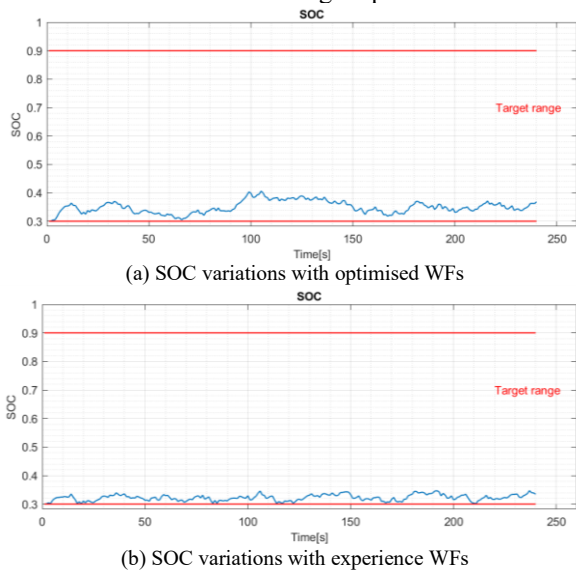 SOC
1
0.9
0.8
0.7
0.6
0.5
0.4
0.3
SOC
Target range
0
50
100
150
200
250
Time[s]
(a) SOC variations with optimised WFs
SOC
1
0.9
0.8
0.7
0.6
0.5
0.4
0.3
SOC
Target range
0
50
100
150
200
250
Time[s]
(b) SOC variations with experience WFs